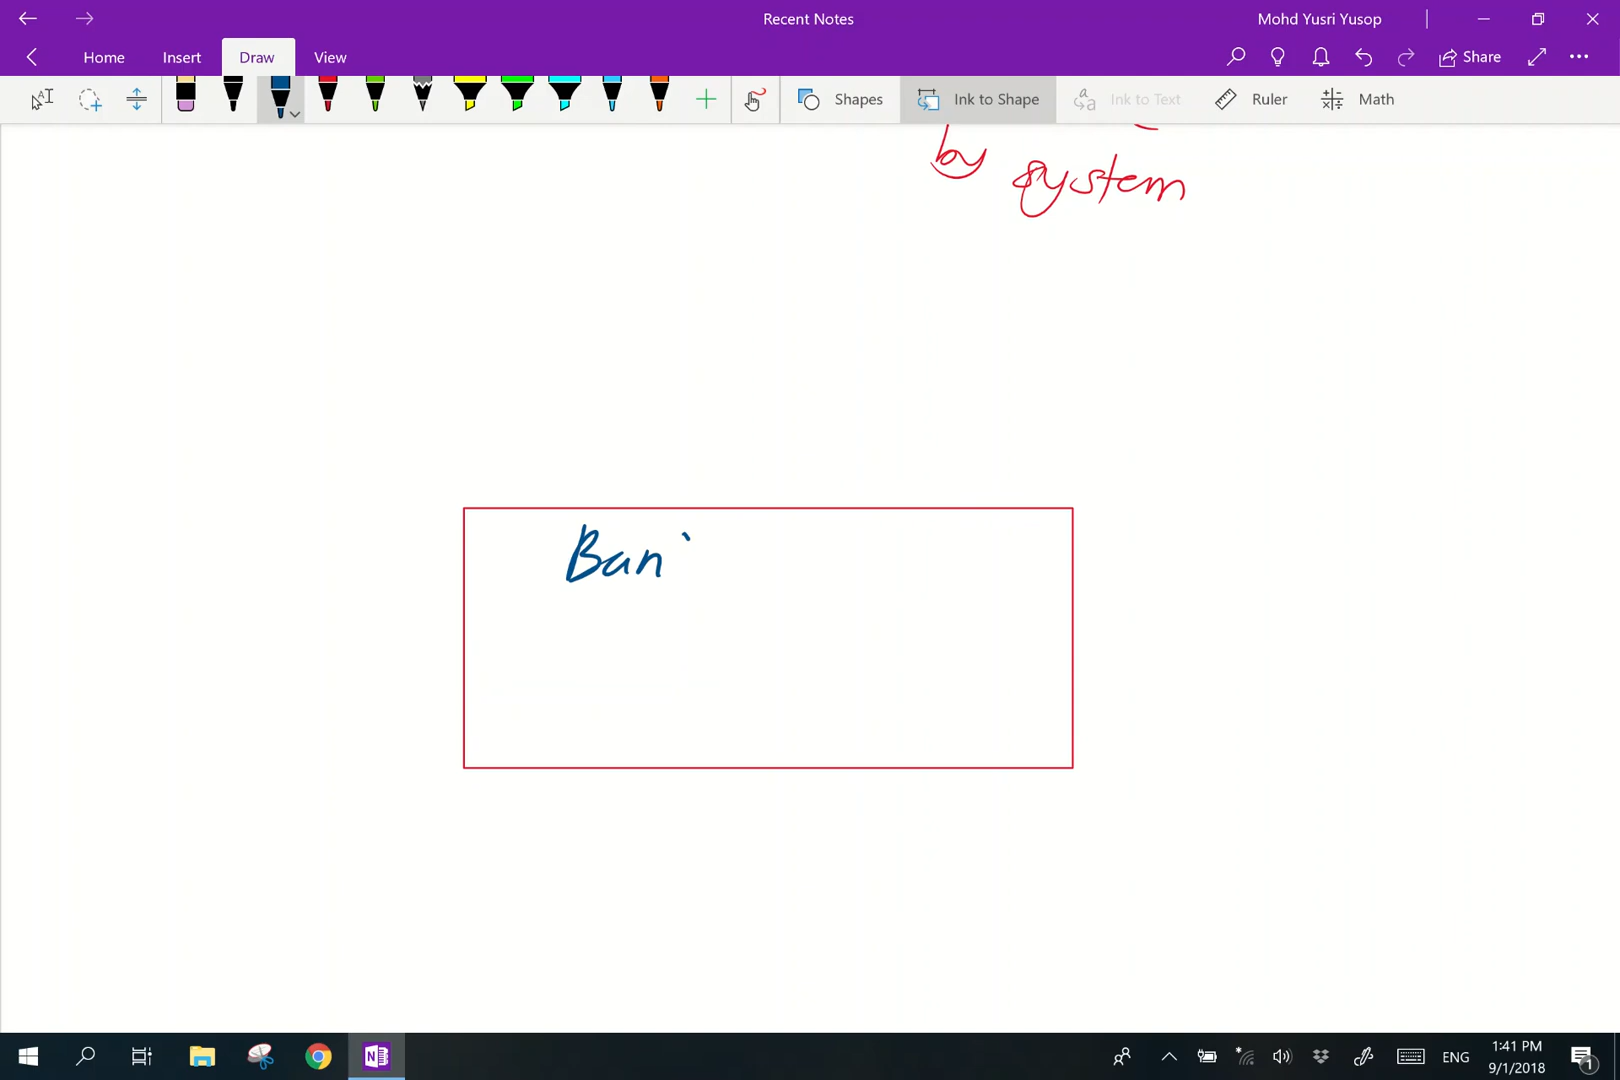 Recent Notes
Mohd Yusri Yusop
Home Insert Draw View
Share
Shapes
Ink to Shape
Ink to Text
Ruler
Math
by system
Ban
ENG
1:41 PM
9/1/2018